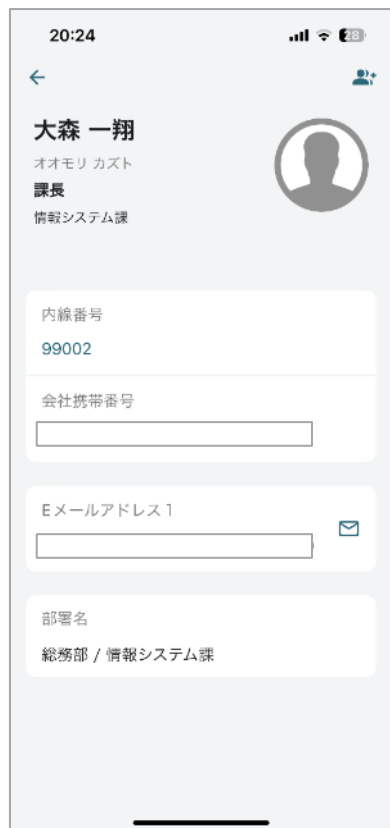 20:24
28
大森 一翔
オオモリ カズト
課長
情報システム課
内線番号
99002
会社携帯番号
Eメールアドレス1
部署名
総務部 / 情報システム課